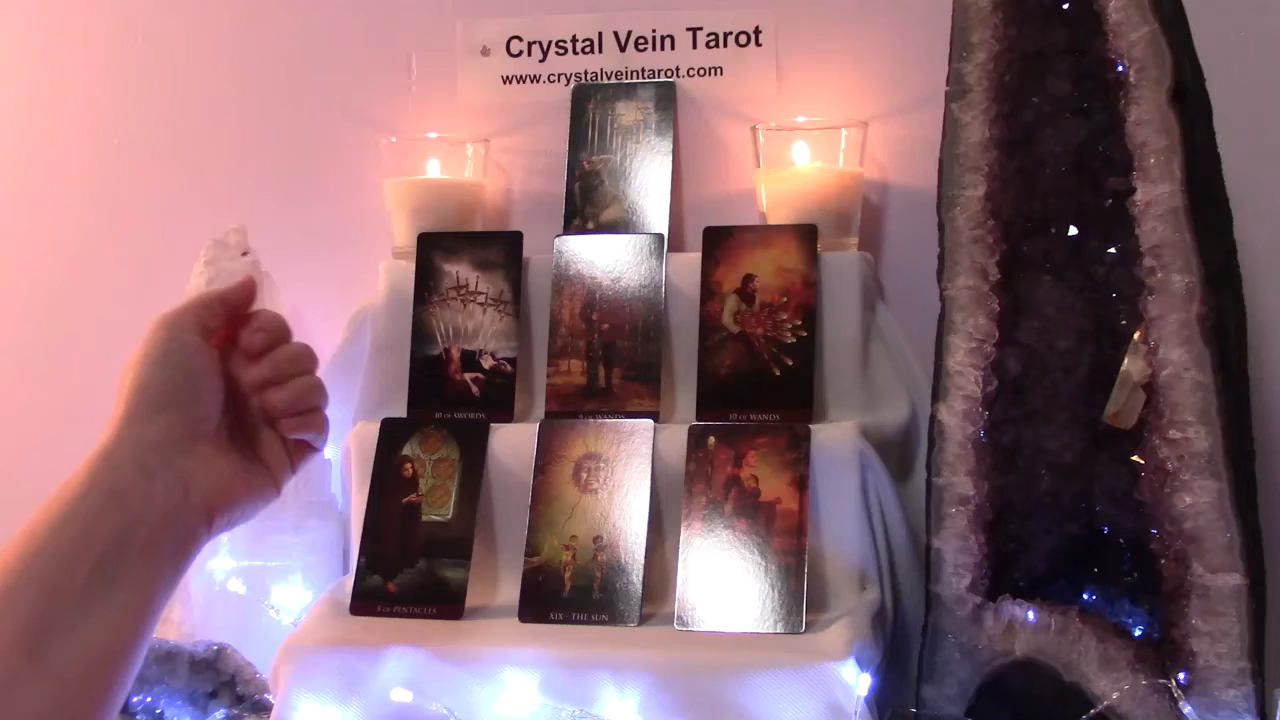 Crystal Vein Tarot
www.crystalveintarot.com
10 OF SWORDS
9 OF WANDS
10 OF WANDS
5 OF PENTACLES
XIX · THE SUN